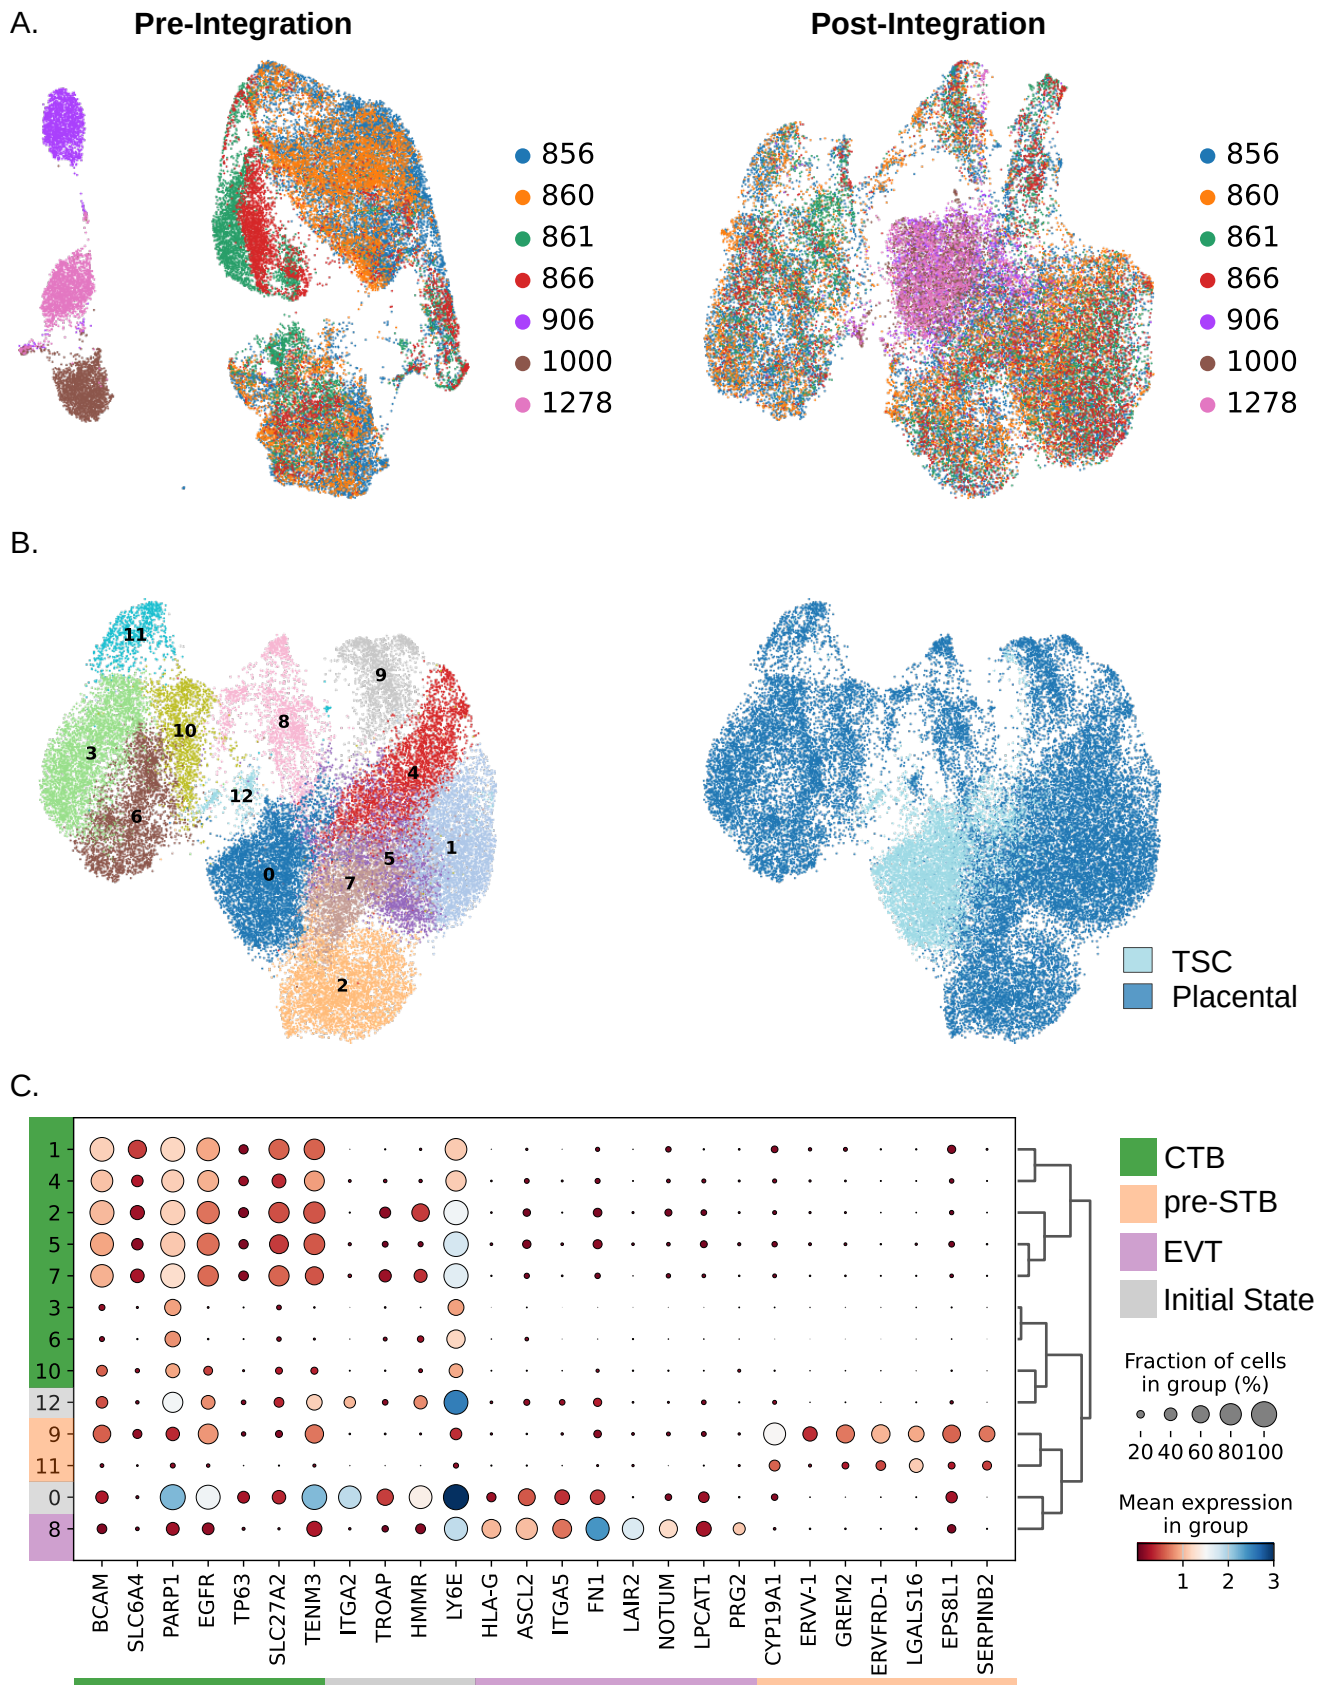 A.
Pre-Integration
Post-Integration
856
860
861
866
906
1000
1278
856
860
861
866
906
1000
1278
B.
11
9
8
10
3
4
12
6
1
5
0
7
2
TSC
Placental
C.
1
4
2
5
7
3
6
10
12
9
11
0
8
BCAM
SLC6A4
PARP1
EGFR
TP63
SLC27A2
TENM3
ITGA2
TROAP
HMMR
LY6E
HLA-G
ASCL2
ITGA5
FN1
LAIR2
NOTUM
LPCAT1
PRG2
CYP19A1
ERVV-1
GREM2
ERVFRD-1
LGALS16
EPS8L1
SERPINB2
CTB
pre-STB
EVT
Initial State
Fraction of cells
in group (%)
20 40 60 80 100
Mean expression
in group
1 2 3